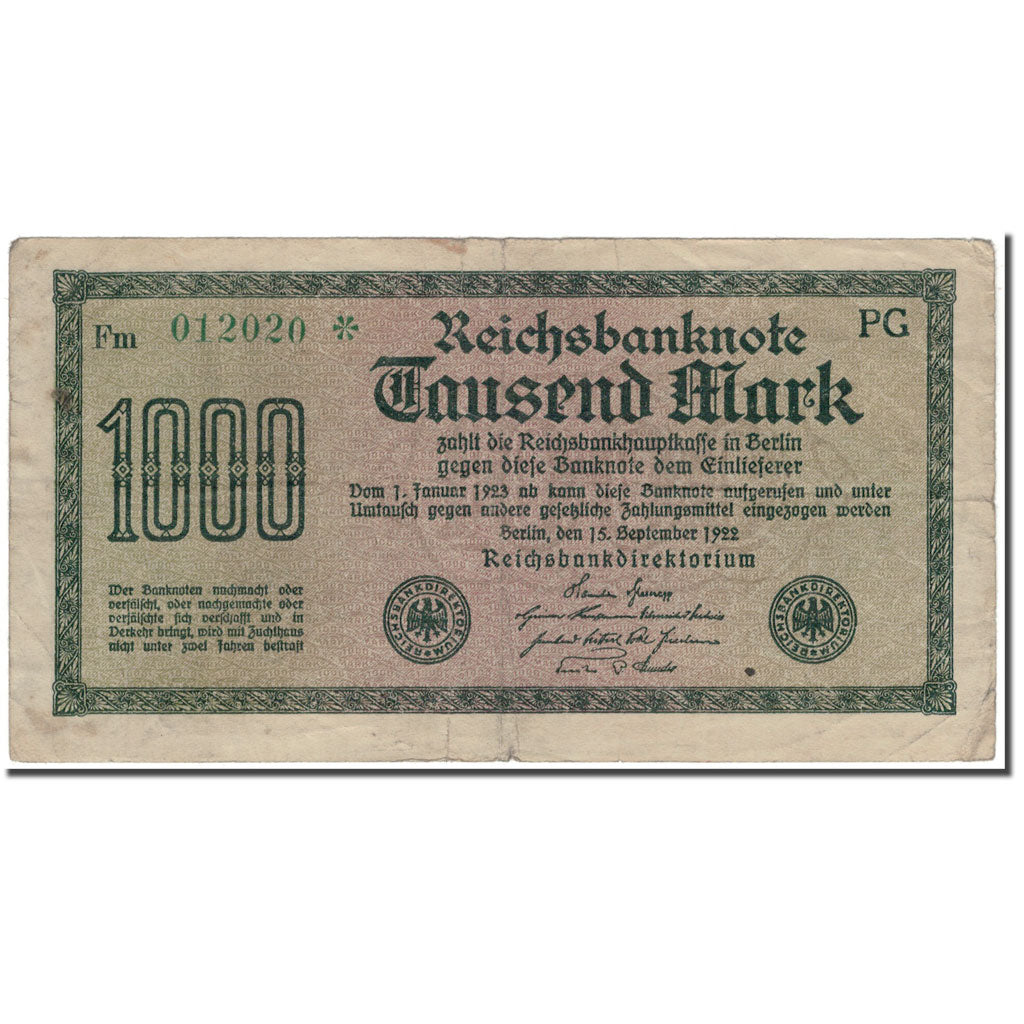 Fm 012020 * PG
Reichsbanknote
Tausend Mark
1000
zahlt die Reichsbankhauptkasse in Berlin
gegen diese Banknote dem Einlieferer
Vom 1. Januar 1923 ab kann diese Banknote aufgerufen und unter
Umtausch gegen andere gesetzliche Zahlungsmittel eingezogen werden
Berlin, den 15. September 1922
Reichsbankdirektorium
Wer Banknoten nachmacht oder
verfälscht, oder nachgemachte oder
verfälschte sich verschafft und in
Verkehr bringt, wird mit Zuchthaus
nicht unter zwei Jahren bestraft
REICHSBANKDIREKTORIUM
REICHSBANKDIREKTORIUM